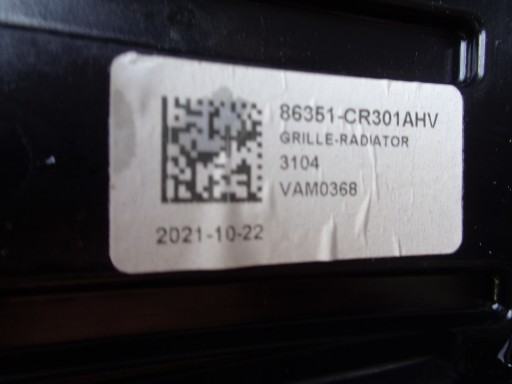 86351-CR301AHV
GRILLE-RADIATOR
3104
VAM0368
2021-10-22